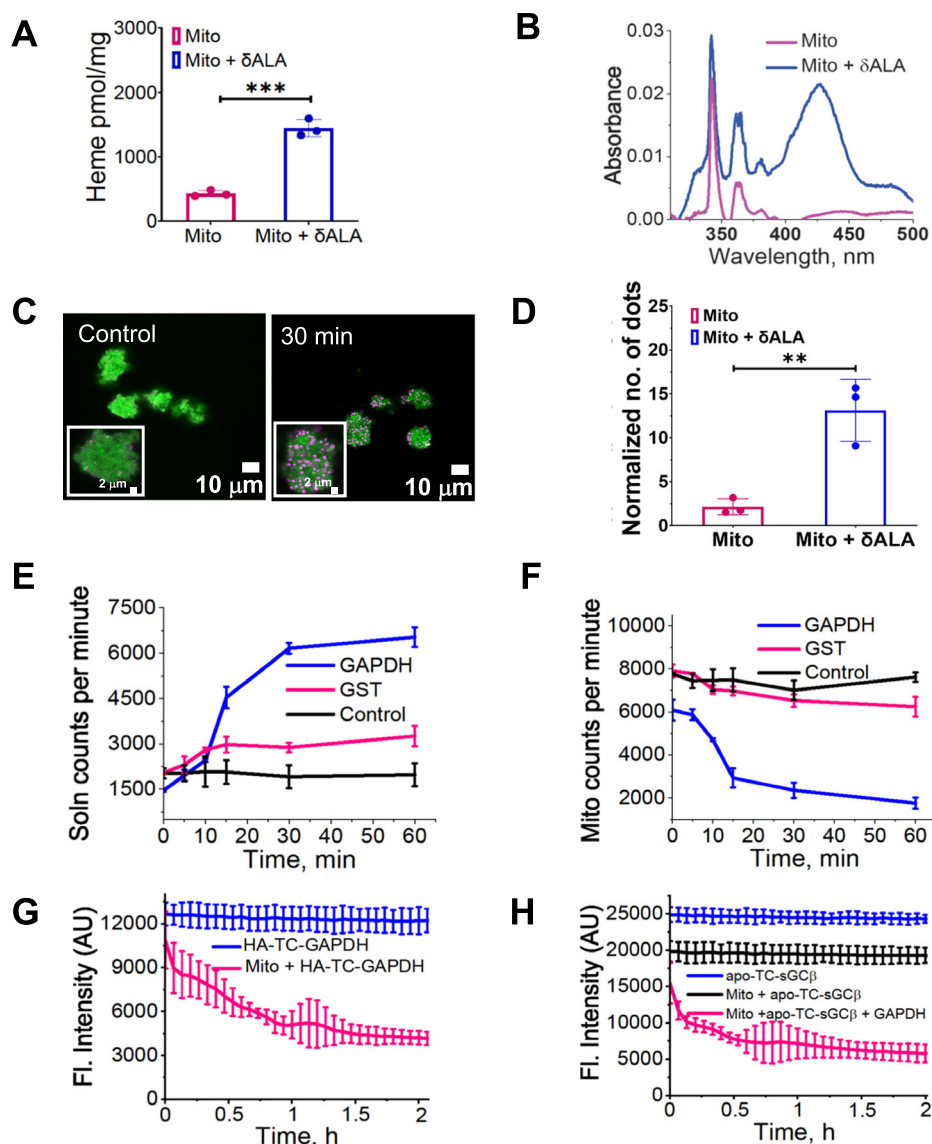 A
Heme pmol/mg
3000
2000
1000
0
Mito
Mito + δALA
***
Mito
Mito + δALA
B
Absorbance
0.03
0.02
0.01
0.00
Mito
Mito + δALA
350
400
450
500
Wavelength, nm
C
Control
2 μm
10 μm
30 min
2 μm
10 μm
D
Normalized no. of dots
25
20
15
10
5
0
Mito
Mito + δALA
**
Mito
Mito + δALA
E
Soln counts per minute
7500
6000
4500
3000
1500
GAPDH
GST
Control
0 10 20 30 40 50 60
Time, min
F
Mito counts per minute
10000
8000
6000
4000
2000
GAPDH
GST
Control
0 10 20 30 40 50 60
Time, min
G
Fl. Intensity (AU)
12000
9000
6000
3000
0
HA-TC-GAPDH
Mito + HA-TC-GAPDH
0 0.5 1 1.5 2
Time, h
H
Fl. Intensity (AU)
25000
20000
15000
10000
5000
0
apo-TC-sGCβ
Mito + apo-TC-sGCβ
Mito +apo-TC-sGCβ + GAPDH
0 0.5 1 1.5 2
Time, h